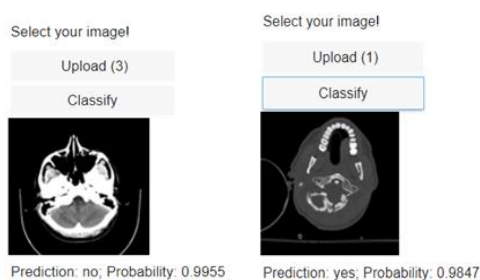 Select your image!
Upload (3)
Classify
Prediction: no; Probability: 0.9955
Select your image!
Upload (1)
Classify
Prediction: yes; Probability: 0.9847